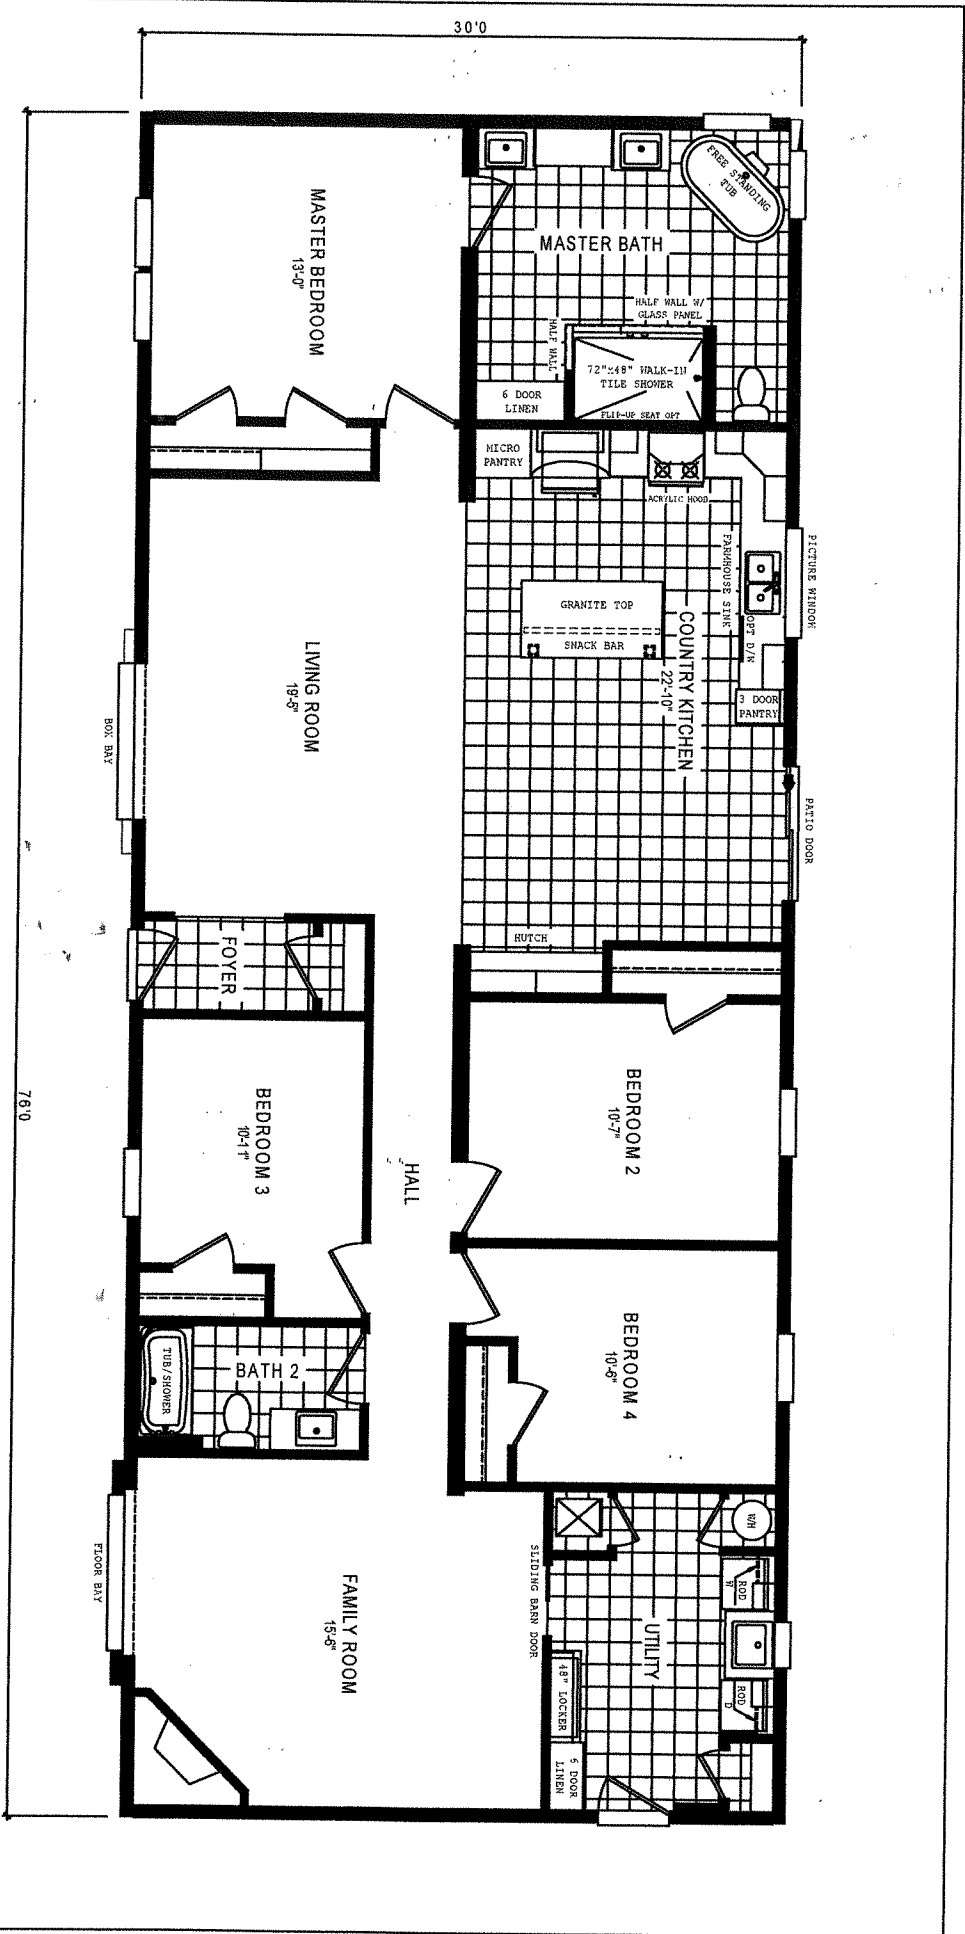 30'0
FREE STANDING
TUB
MASTER BEDROOM
13'-0"
MASTER BATH
HALF WALL W/
GLASS PANEL
HALF WALL
72"x48" WALK-IN
TILE SHOWER
FLIP-UP SEAT OPT
6 DOOR
LINEN
MICRO
PANTRY
ACRYLIC HOOD
PICTURE WINDOW
FARMHOUSE SINK
OPT D/W
GRANITE TOP
SNACK BAR
COUNTRY KITCHEN
22'-10"
3 DOOR
PANTRY
LIVING ROOM
19'-5"
BOX BAY
PATIO DOOR
HUTCH
FOYER
76'0
BEDROOM 3
10'-11"
HALL
BEDROOM 2
10'-7"
BEDROOM 4
10'-6"
BATH 2
TUB/SHOWER
W/H
SLIDING BARN DOOR
ROD
W
UTILITY
ROD
D
FLOOR BAY
FAMILY ROOM
15'-6"
48" LOCKER
6 DOOR
LINEN